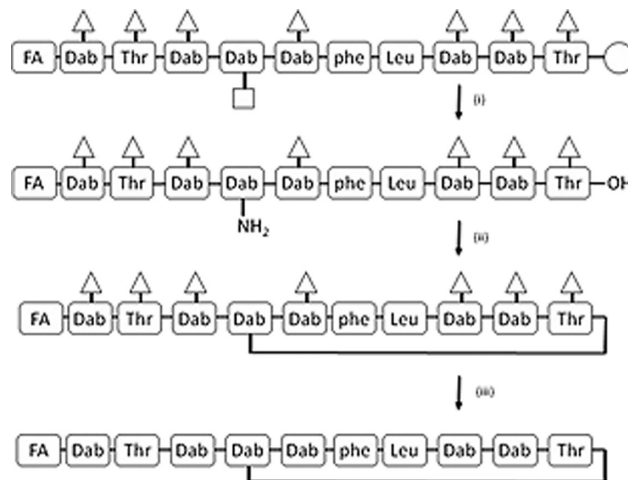 FA Dab Thr Dab Dab Dab phe Leu Dab Dab Thr
(i)
FA Dab Thr Dab Dab Dab phe Leu Dab Dab Thr OH
NH2
(ii)
FA Dab Thr Dab Dab Dab phe Leu Dab Dab Thr
(iii)
FA Dab Thr Dab Dab Dab phe Leu Dab Dab Thr